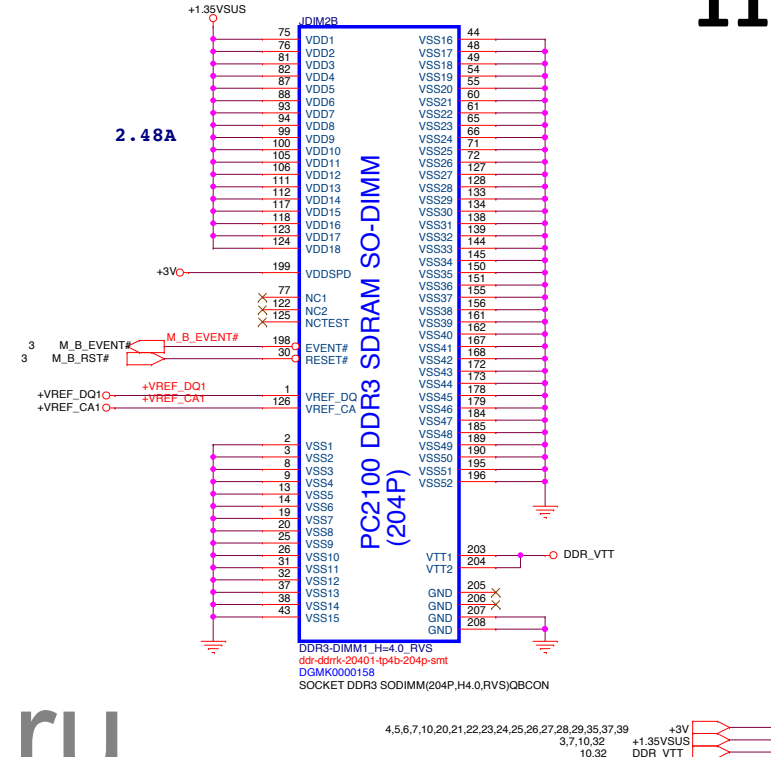 +1.35VSUS
JDIM2B
11
2.48A
75 VDD1
76 VDD2
81 VDD3
82 VDD4
87 VDD5
88 VDD6
93 VDD7
94 VDD8
99 VDD9
100 VDD10
105 VDD11
106 VDD12
111 VDD13
112 VDD14
117 VDD15
118 VDD16
123 VDD17
124 VDD18
+3V 199 VDDSPD
77 NC1
122 NC2
125 NCTEST
3 M_B_EVENT# M_B_EVENT# 198 EVENT#
3 M_B_RST# 30 RESET#
+VREF_DQ1 +VREF_DQ1 1 VREF_DQ
+VREF_CA1 +VREF_CA1 126 VREF_CA
2 VSS1
3 VSS2
8 VSS3
9 VSS4
13 VSS5
14 VSS6
19 VSS7
20 VSS8
25 VSS9
26 VSS10
31 VSS11
32 VSS12
37 VSS13
38 VSS14
43 VSS15
PC2100 DDR3 SDRAM SO-DIMM
(204P)
VSS16 44
VSS17 48
VSS18 49
VSS19 54
VSS20 55
VSS21 60
VSS22 61
VSS23 65
VSS24 66
VSS25 71
VSS26 72
VSS27 127
VSS28 128
VSS29 133
VSS30 134
VSS31 138
VSS32 139
VSS33 144
VSS34 145
VSS35 150
VSS36 151
VSS37 155
VSS38 156
VSS39 161
VSS40 162
VSS41 167
VSS42 168
VSS43 172
VSS44 173
VSS45 178
VSS46 179
VSS47 184
VSS48 185
VSS49 189
VSS50 190
VSS51 195
VSS52 196
VTT1 203 DDR_VTT
VTT2 204
GND 205
GND 206
GND 207
GND 208
DDR3-DIMM1_H=4.0_RVS
ddr-ddrrk-20401-tp4b-204p-smt
DGMK0000158
SOCKET DDR3 SODIMM(204P,H4.0,RVS)QBCON
ru
4,5,6,7,10,20,21,22,23,24,25,26,27,28,29,35,37,39 +3V
3,7,10,32 +1.35VSUS
10,32 DDR_VTT